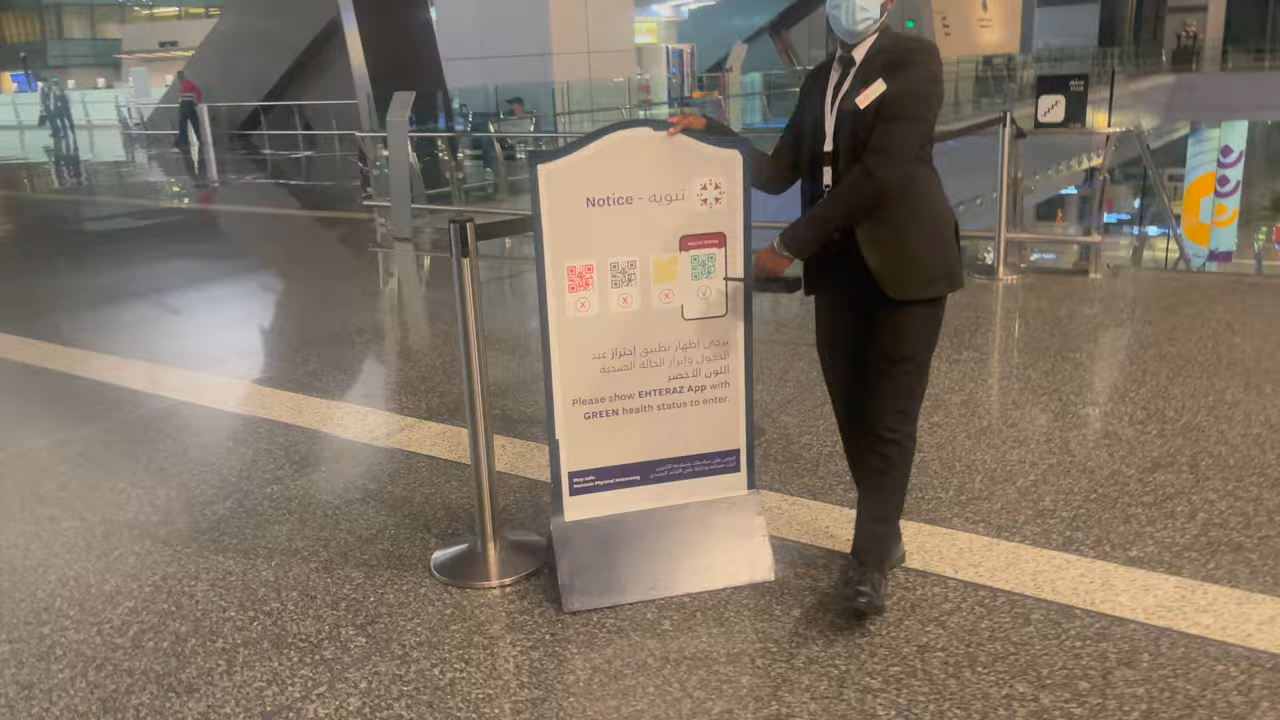 Notice - تنويه
يرجى إظهار تطبيق إحتراز عند
الدخول وإبراز الحالة الصحية
اللون الأخضر
Please show EHTERAZ App with
GREEN health status to enter.
Stay safe.
Maintain Physical Distancing